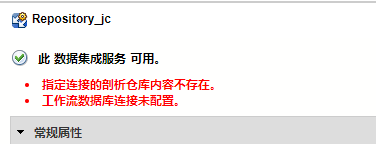 Repository_jc
此 数据集成服务 可用。
指定连接的剖析仓库内容不存在。
工作流数据库连接未配置。
常规属性